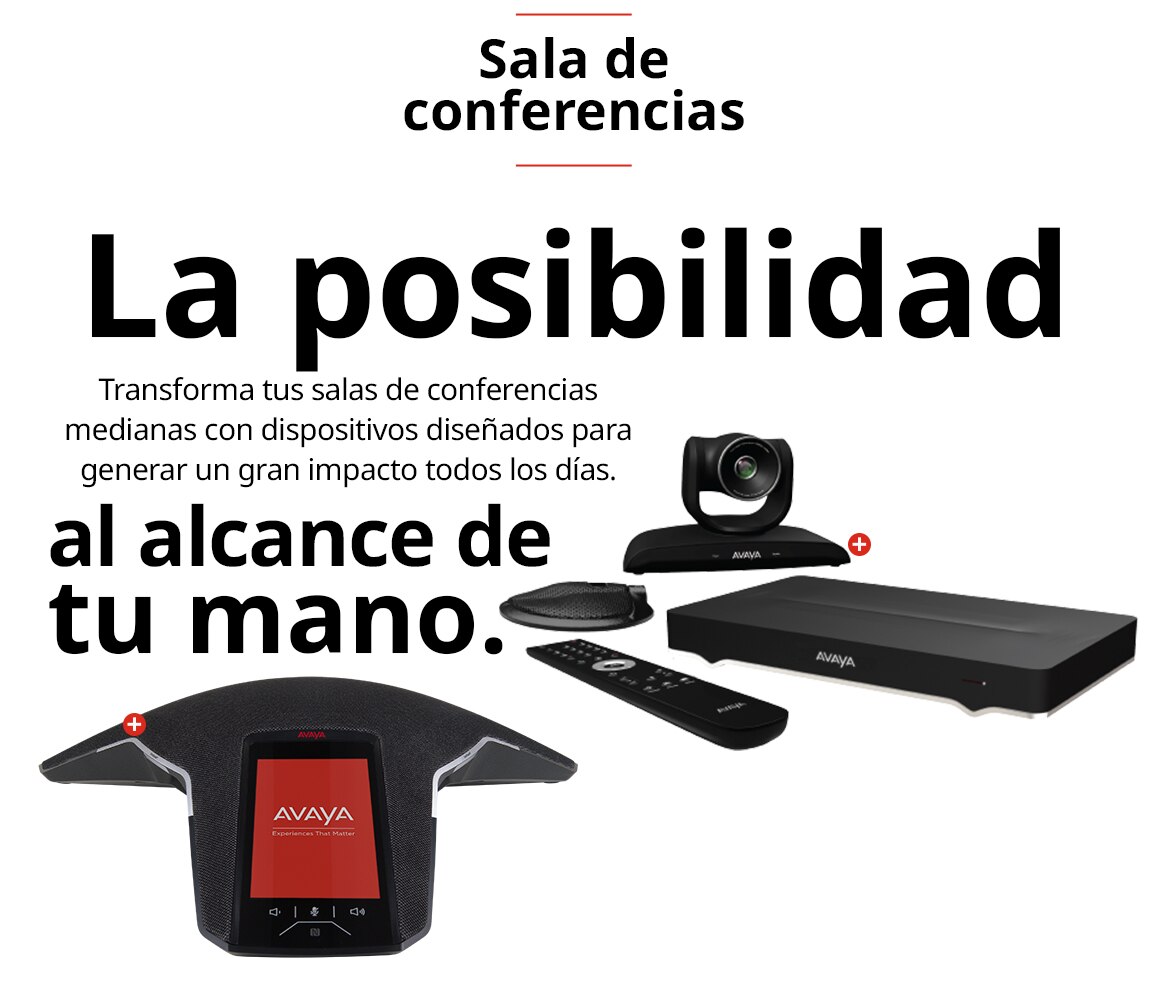 Sala de
conferencias
La posibilidad
Transforma tus salas de conferencias
medianas con dispositivos diseñados para
generar un gran impacto todos los días.
al alcance de
tu mano.
AVAYA
AVAYA
AVAYA
AVAYA
AVAYA
Experiences That Matter